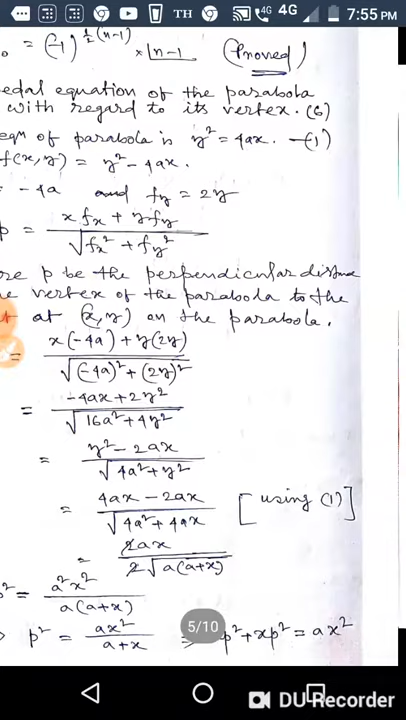 TH 4G 4G 7:55 PM
= (-1)^{½(n-1)} × |n-1 (Proved)
edal equation of the parabola
with regard to its vertex. (6)
eqn of parabola is y² = 4ax. —(1)
f(x,y) = y² - 4ax.
= -4a and fy = 2y
p = (x fx + y fy) / √(fx² + fy²)
re p be the perpendicular distance
e vertex of the parabola to the
t at (x,y) on the parabola.
= (x(-4a) + y(2y)) / √((-4a)² + (2y)²)
= (-4ax + 2y²) / √(16a² + 4y²)
= (y² - 2ax) / √(4a² + y²)
= (4ax - 2ax) / √(4a² + 4ax) [using (1)]
= 2ax / 2√(a(a+x))
² = a²x² / a(a+x)
p² = ax² / a+x ⇒ p² + xp² = ax²
5/10
DU Recorder